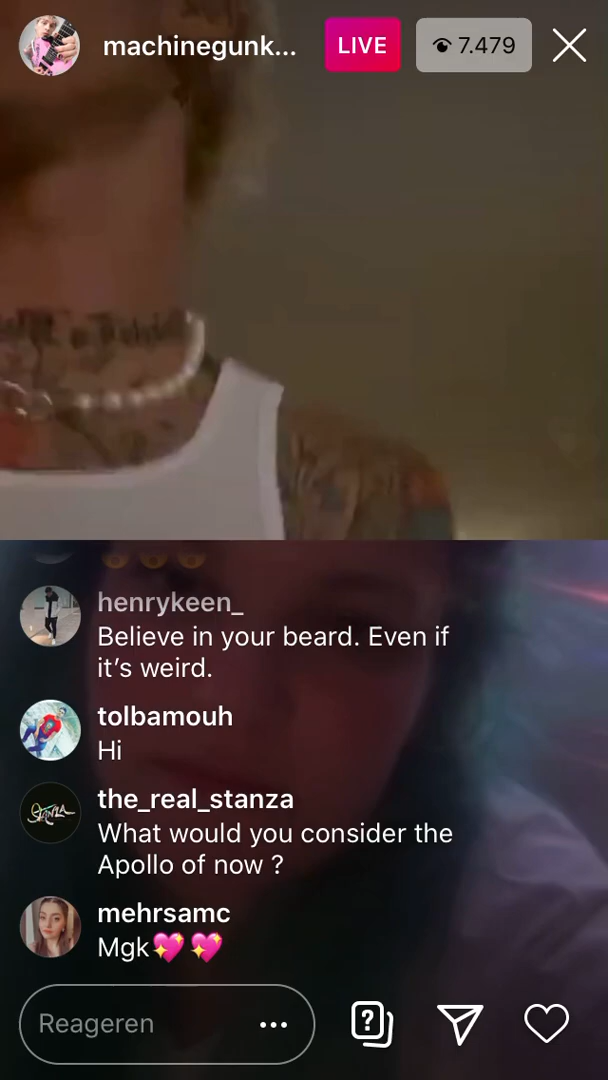 machinegunk...
LIVE
7.479
henrykeen_
Believe in your beard. Even if
it's weird.
tolbamouh
Hi
the_real_stanza
What would you consider the
Apollo of now ?
mehrsamc
Mgk💖💖
Reageren